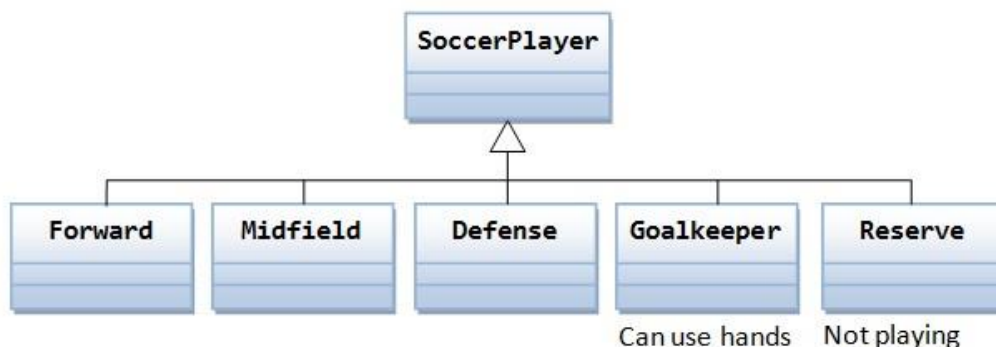 SoccerPlayer
Forward Midfield Defense Goalkeeper Reserve
Can use hands Not playing